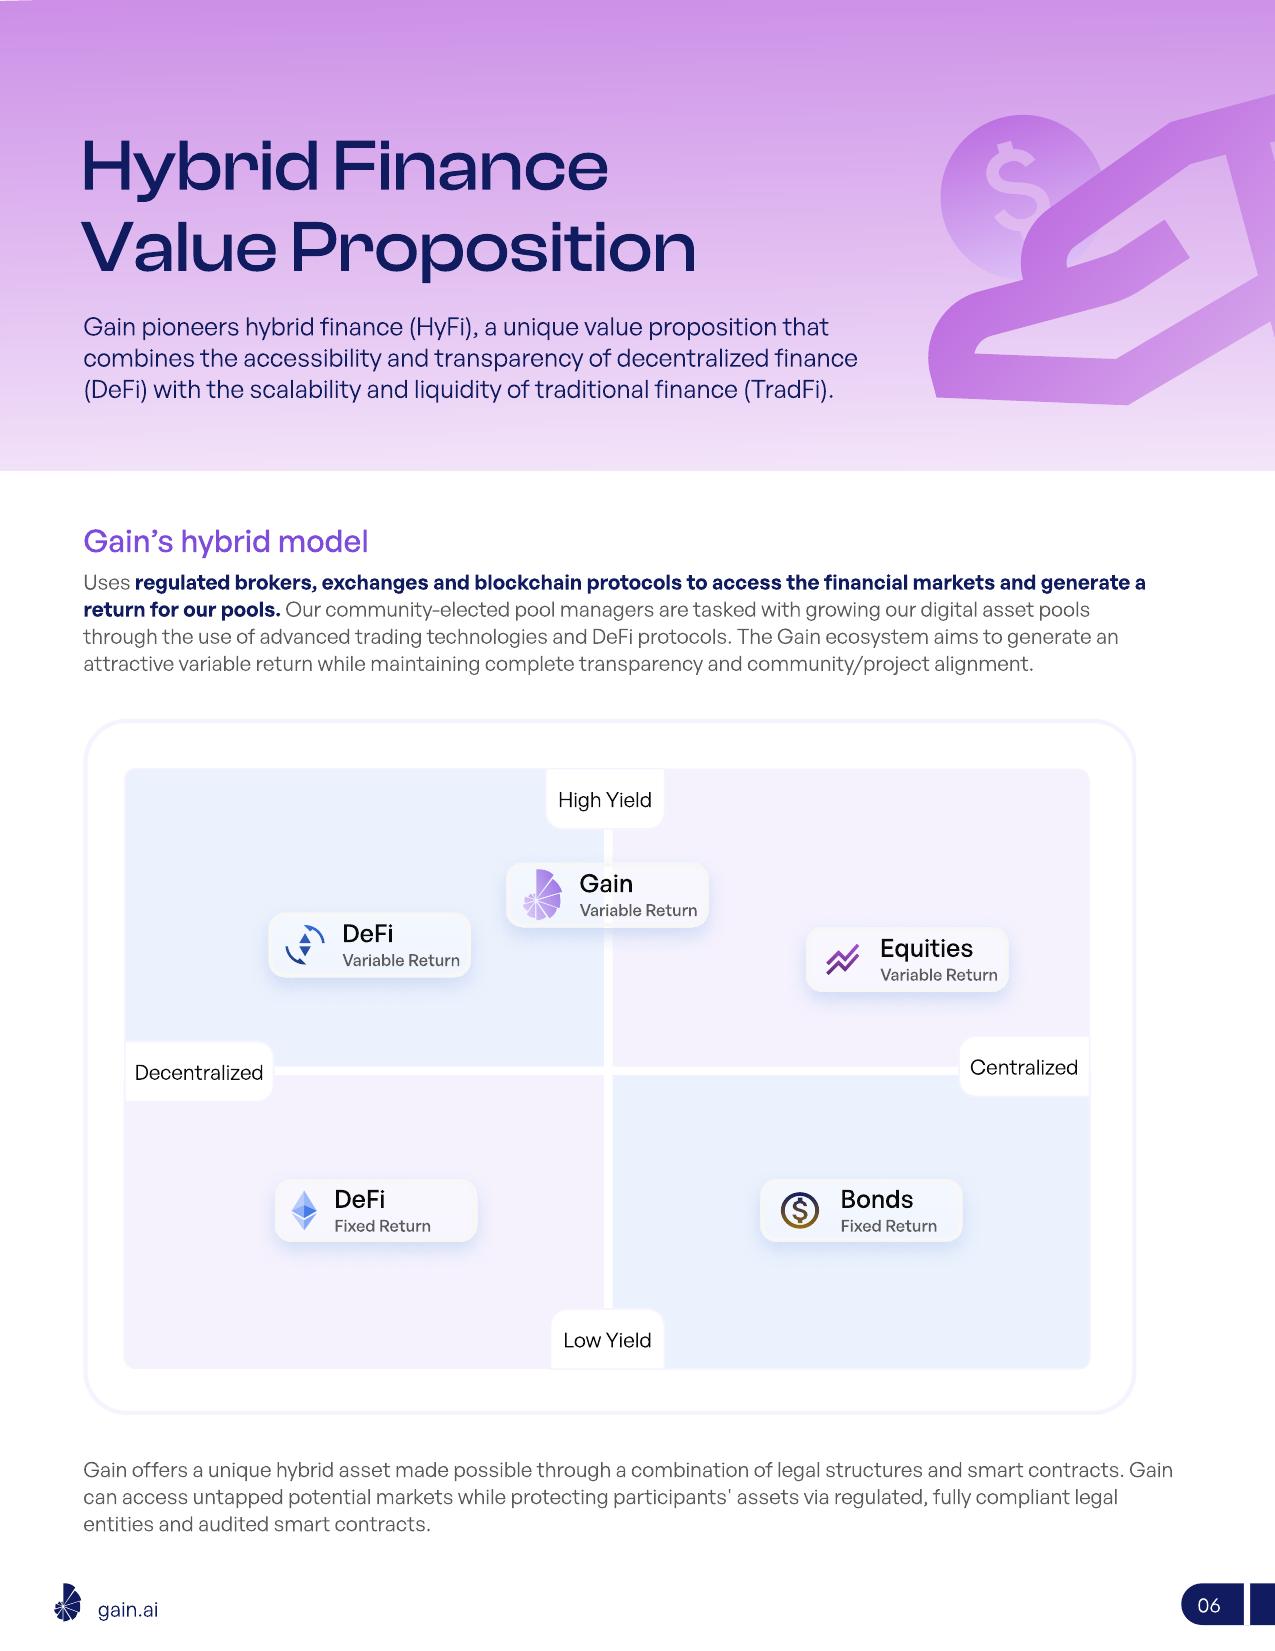 Hybrid Finance
Value Proposition
Gain pioneers hybrid finance (HyFi), a unique value proposition that
combines the accessibility and transparency of decentralized finance
(DeFi) with the scalability and liquidity of traditional finance (TradFi).
$
Gain’s hybrid model
Uses regulated brokers, exchanges and blockchain protocols to access the financial markets and generate a
return for our pools. Our community-elected pool managers are tasked with growing our digital asset pools
through the use of advanced trading technologies and DeFi protocols. The Gain ecosystem aims to generate an
attractive variable return while maintaining complete transparency and community/project alignment.
High Yield
Gain
Variable Return
DeFi
Variable Return
Equities
Variable Return
Decentralized
Centralized
DeFi
Fixed Return
$
Bonds
Fixed Return
Low Yield
Gain offers a unique hybrid asset made possible through a combination of legal structures and smart contracts. Gain
can access untapped potential markets while protecting participants' assets via regulated, fully compliant legal
entities and audited smart contracts.
gain.ai
06